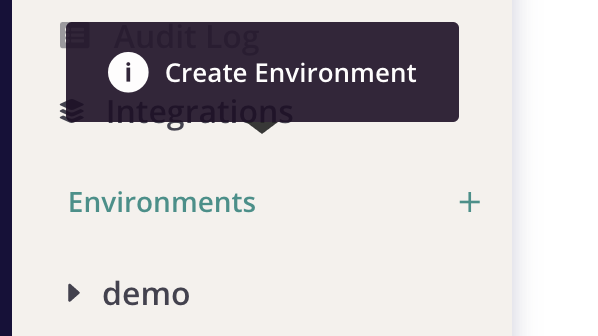 Audit Log
Create Environment
Integrations
Environments
demo